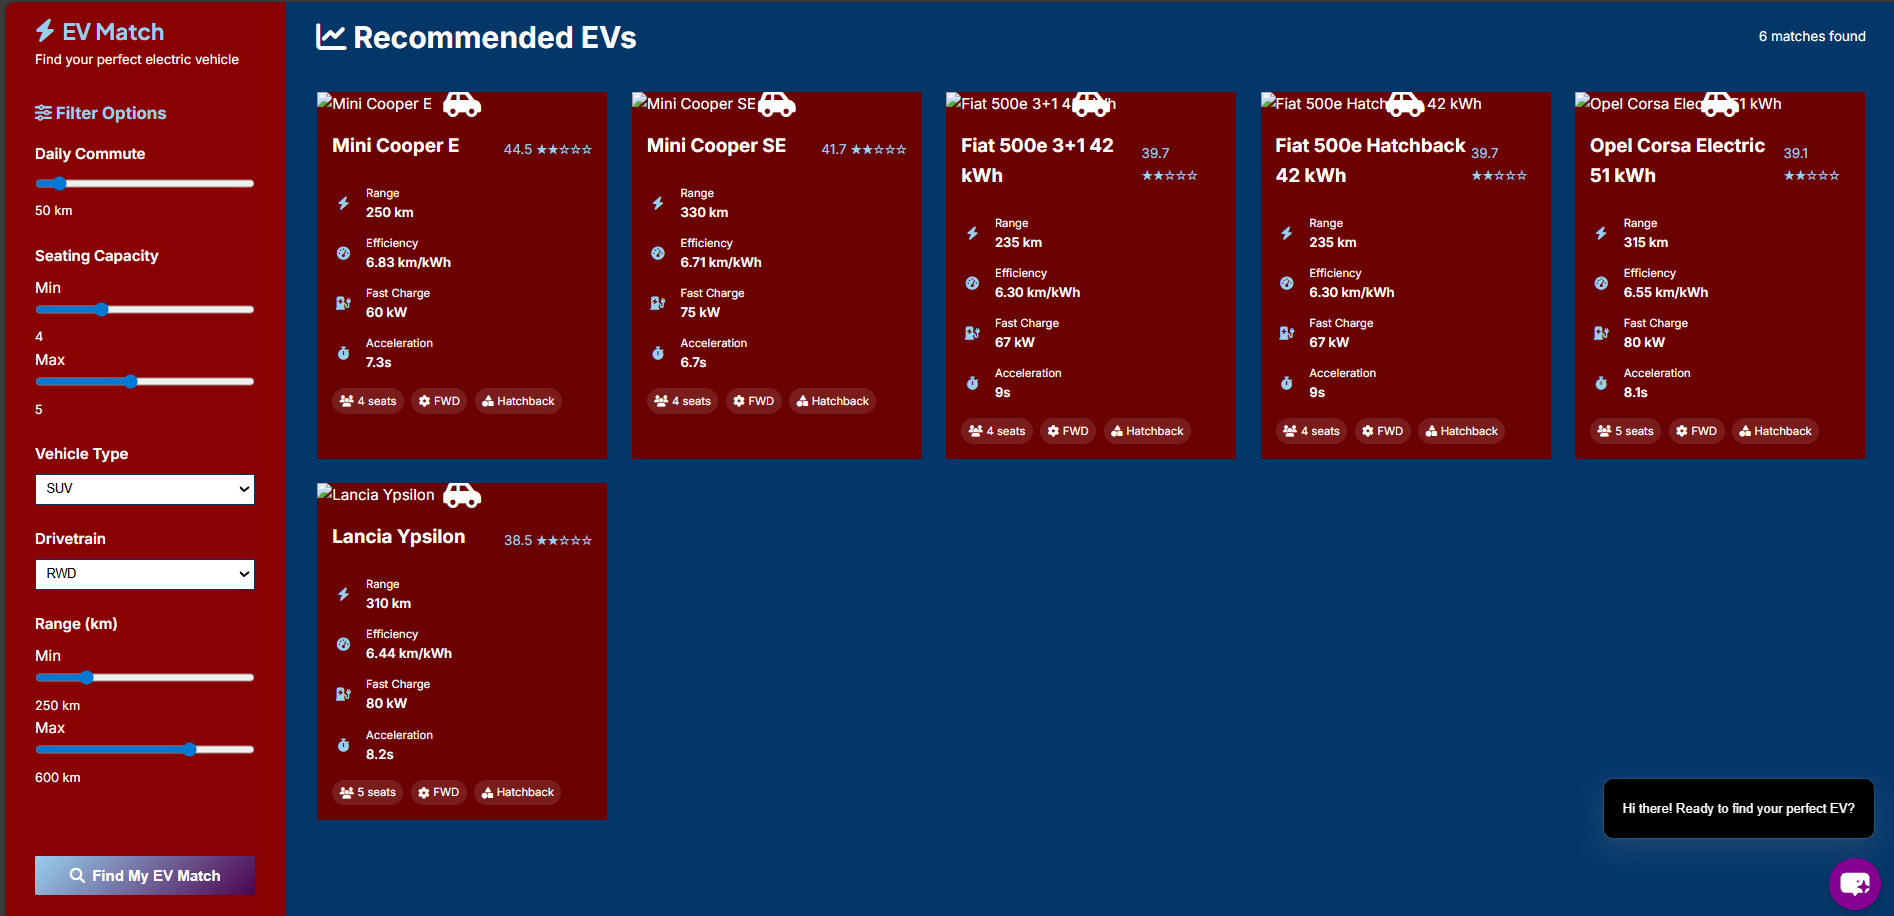 EV Match
Find your perfect electric vehicle
Filter Options
Daily Commute
50 km
Seating Capacity
Min
4
Max
5
Vehicle Type
SUV
Drivetrain
RWD
Range (km)
Min
250 km
Max
600 km
Find My EV Match
Recommended EVs
6 matches found
Mini Cooper E
Mini Cooper E
44.5 ★★☆☆☆
Range
250 km
Efficiency
6.83 km/kWh
Fast Charge
60 kW
Acceleration
7.3s
4 seats FWD Hatchback
Mini Cooper SE
Mini Cooper SE
41.7 ★★☆☆☆
Range
330 km
Efficiency
6.71 km/kWh
Fast Charge
75 kW
Acceleration
6.7s
4 seats FWD Hatchback
Fiat 500e 3+1 42 kWh
Fiat 500e 3+1 42
kWh
39.7
★★☆☆☆
Range
235 km
Efficiency
6.30 km/kWh
Fast Charge
67 kW
Acceleration
9s
4 seats FWD Hatchback
Fiat 500e Hatchback 42 kWh
Fiat 500e Hatchback
42 kWh
39.7
★★☆☆☆
Range
235 km
Efficiency
6.30 km/kWh
Fast Charge
67 kW
Acceleration
9s
4 seats FWD Hatchback
Opel Corsa Electric 51 kWh
Opel Corsa Electric
51 kWh
39.1
★★☆☆☆
Range
315 km
Efficiency
6.55 km/kWh
Fast Charge
80 kW
Acceleration
8.1s
5 seats FWD Hatchback
Lancia Ypsilon
Lancia Ypsilon
38.5 ★★☆☆☆
Range
310 km
Efficiency
6.44 km/kWh
Fast Charge
80 kW
Acceleration
8.2s
5 seats FWD Hatchback
Hi there! Ready to find your perfect EV?